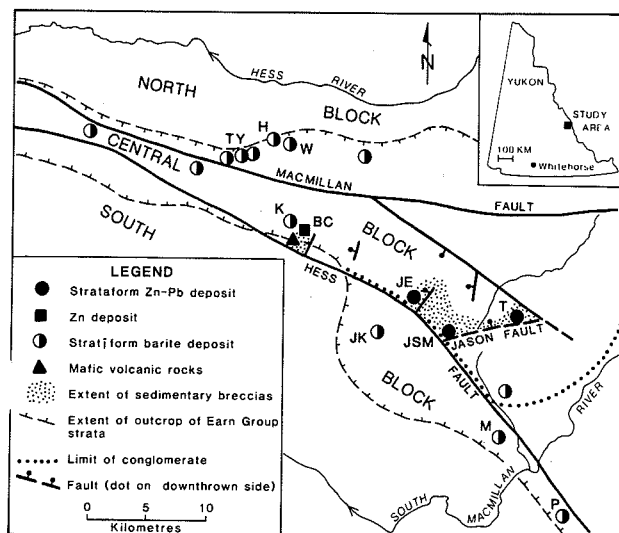 HESS RIVER
NORTH BLOCK
N
YUKON
STUDY AREA
100 KM
Whitehorse
TY
H
W
CENTRAL BLOCK
MACMILLAN FAULT
SOUTH BLOCK
K
BC
HESS FAULT
JE
JK
JSM
T
JASON FAULT
M
P
SOUTH MACMILLAN RIVER
LEGEND
Strataform Zn-Pb deposit
Zn deposit
Stratiform barite deposit
Mafic volcanic rocks
Extent of sedimentary breccias
Extent of outcrop of Earn Group
strata
Limit of conglomerate
Fault (dot on downthrown side)
0 5 10
Kilometres